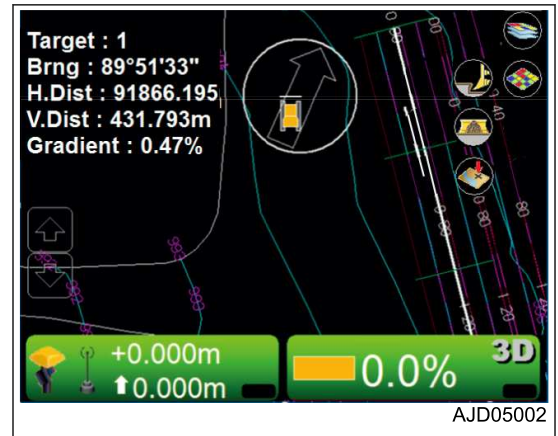 Target : 1
Brng : 89°51'33"
H.Dist : 91866.195
V.Dist : 431.793m
Gradient : 0.47%
+0.000m
0.000m
0.0%
3D
AJD05002